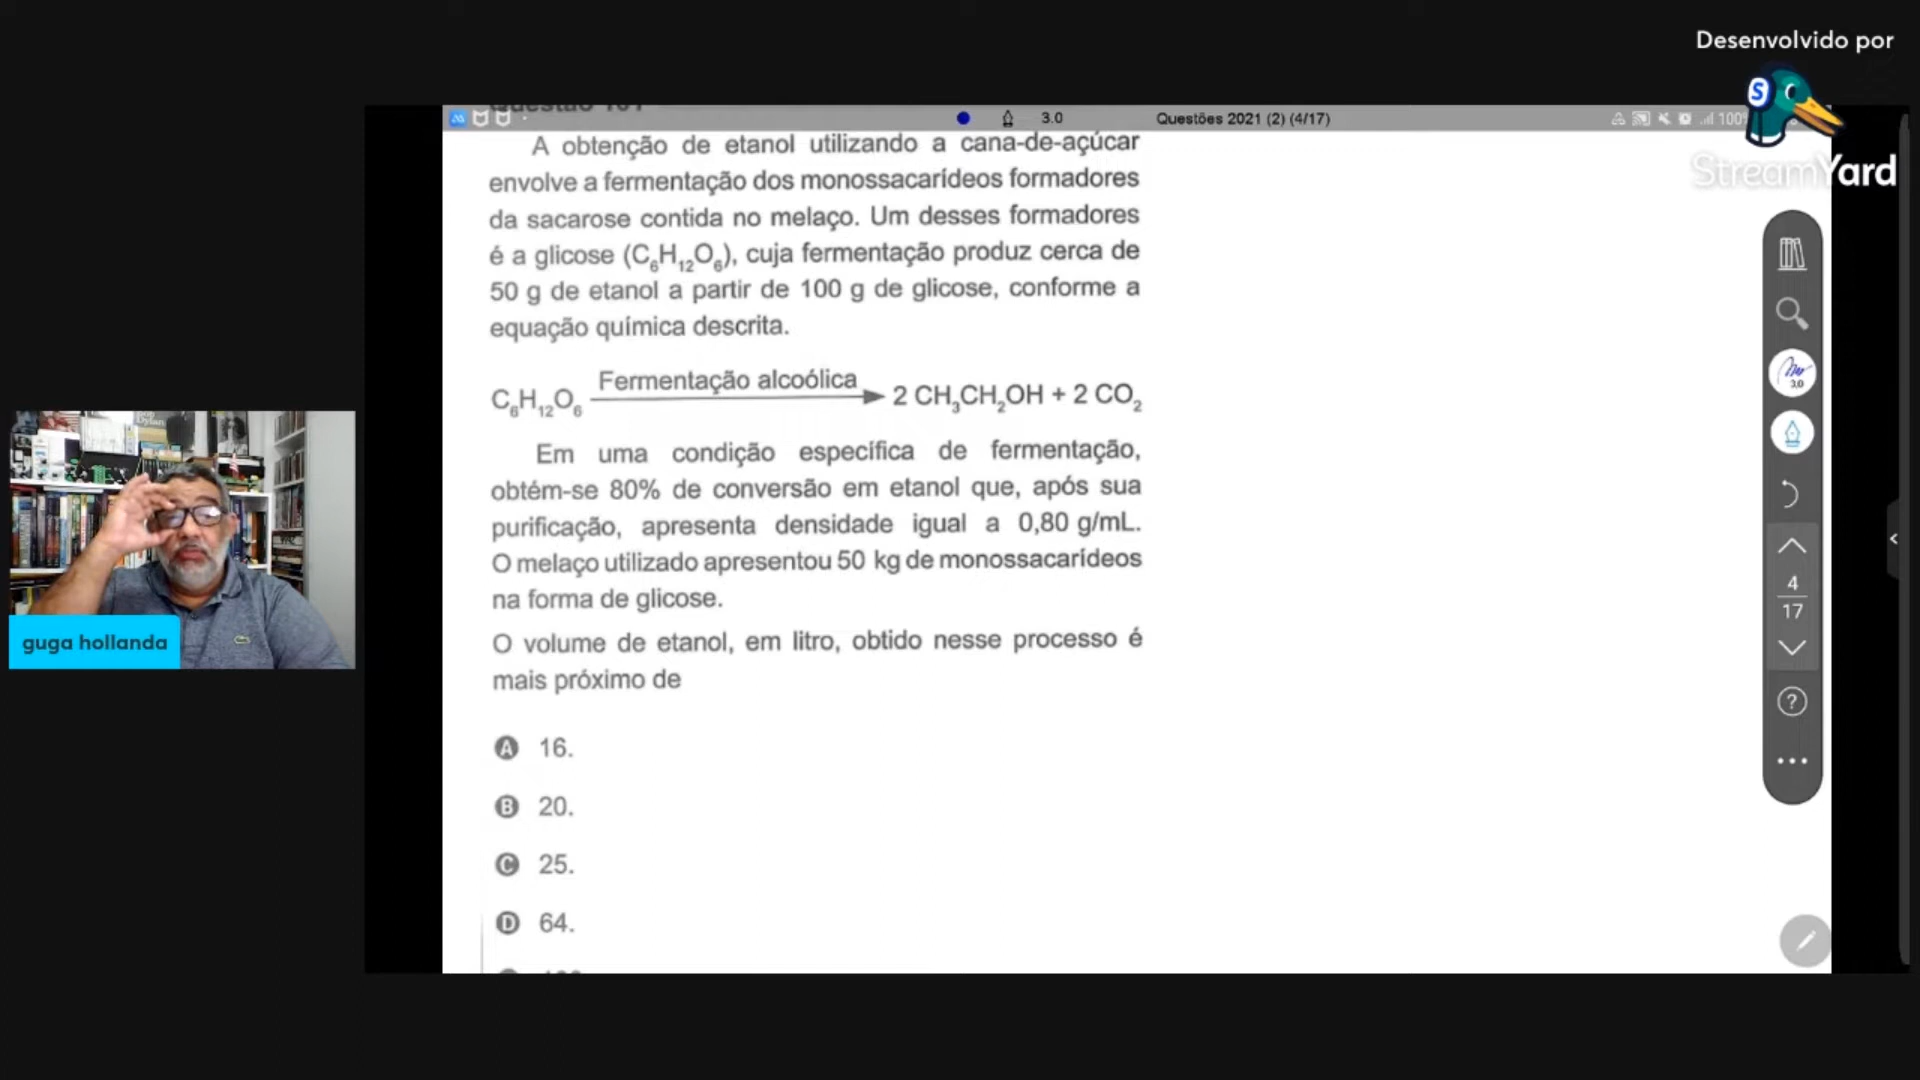 Desenvolvido por
StreamYard
3.0
Questões 2021 (2) (4/17)
100%
A obtenção de etanol utilizando a cana-de-açúcar
envolve a fermentação dos monossacarídeos formadores
da sacarose contida no melaço. Um desses formadores
é a glicose (C₆H₁₂O₆), cuja fermentação produz cerca de
50 g de etanol a partir de 100 g de glicose, conforme a
equação química descrita.
C₆H₁₂O₆ Fermentação alcoólica 2 CH₃CH₂OH + 2 CO₂
Em uma condição específica de fermentação,
obtém-se 80% de conversão em etanol que, após sua
purificação, apresenta densidade igual a 0,80 g/mL.
O melaço utilizado apresentou 50 kg de monossacarídeos
na forma de glicose.
O volume de etanol, em litro, obtido nesse processo é
mais próximo de
A 16.
B 20.
C 25.
D 64.
3.0
4
17
?
Dylan
guga hollanda